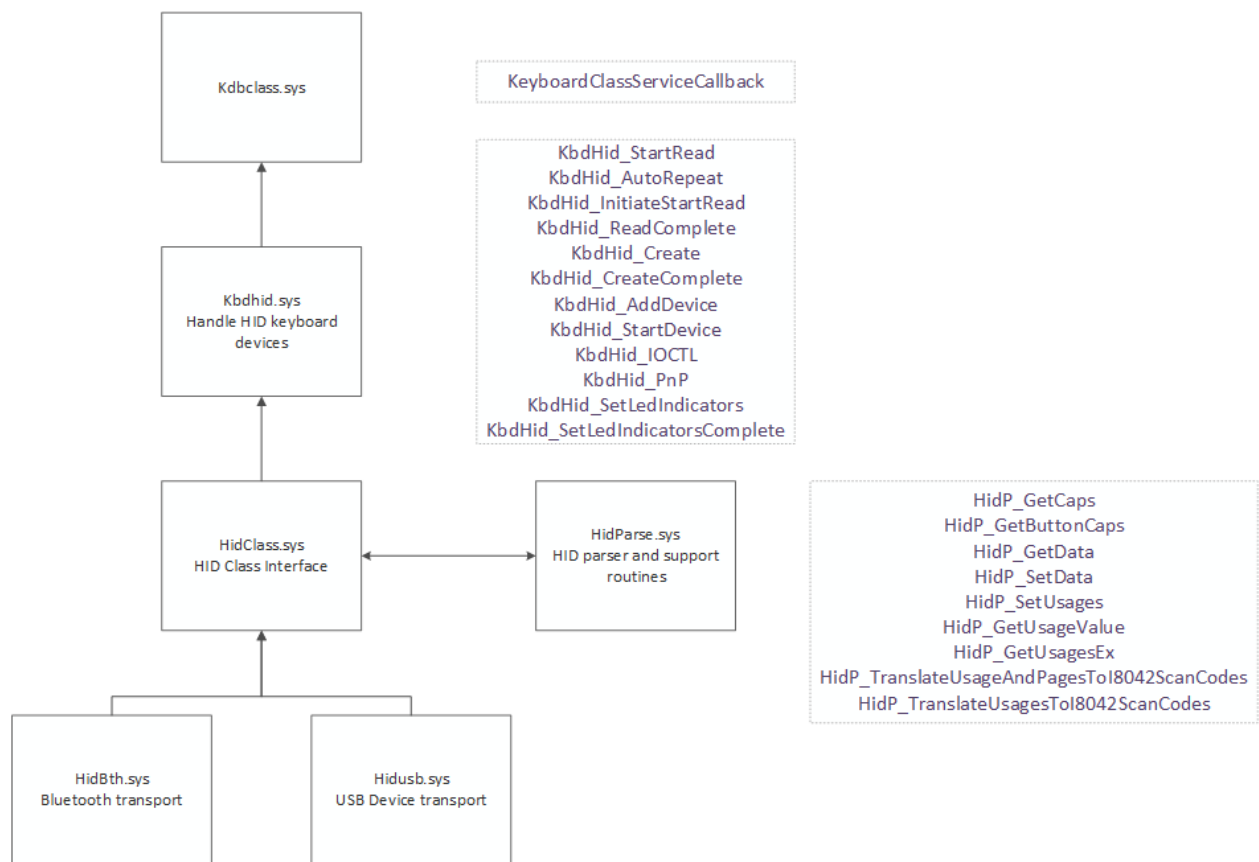 Kdbclass.sys
KeyboardClassServiceCallback
KbdHid_StartRead
KbdHid_AutoRepeat
KbdHid_InitiateStartRead
KbdHid_ReadComplete
KbdHid_Create
KbdHid_CreateComplete
KbdHid_AddDevice
KbdHid_StartDevice
KbdHid_IOCTL
KbdHid_PnP
KbdHid_SetLedIndicators
KbdHid_SetLedIndicatorsComplete
Kbdhid.sys
Handle HID keyboard
devices
HidClass.sys
HID Class Interface
HidParse.sys
HID parser and support
routines
HidP_GetCaps
HidP_GetButtonCaps
HidP_GetData
HidP_SetData
HidP_SetUsages
HidP_GetUsageValue
HidP_GetUsagesEx
HidP_TranslateUsageAndPagesToI8042ScanCodes
HidP_TranslateUsagesToI8042ScanCodes
HidBth.sys
Bluetooth transport
Hidusb.sys
USB Device transport